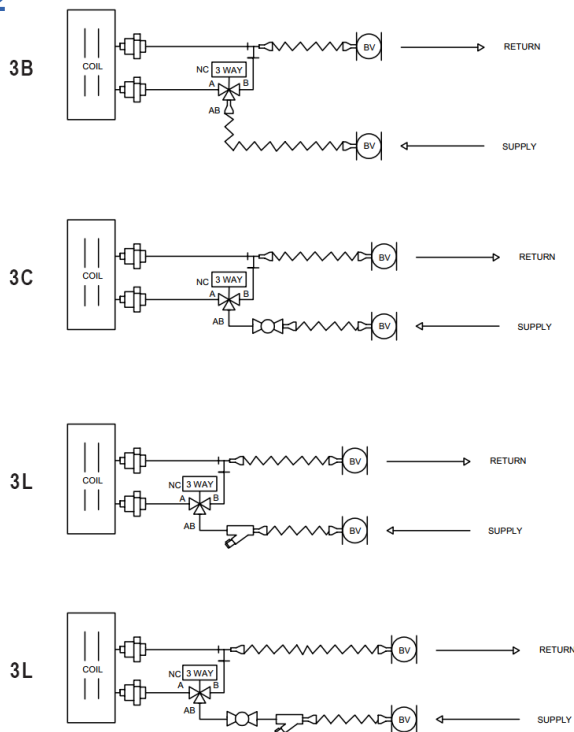 3B
COIL
NC 3 WAY
A B
AB
BV RETURN
BV SUPPLY
3C
COIL
NC 3 WAY
A B
AB
BV RETURN
BV SUPPLY
3L
COIL
NC 3 WAY
A B
AB
BV RETURN
BV SUPPLY
3L
COIL
NC 3 WAY
A B
AB
BV RETURN
BV SUPPLY